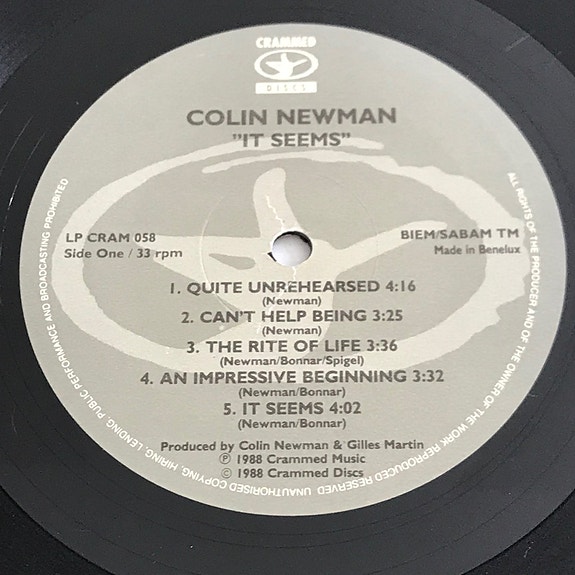 CRAMMED
DISCS
COLIN NEWMAN
"IT SEEMS"
LP CRAM 058
Side One / 33 rpm
BIEM/SABAM TM
Made in Benelux
1. QUITE UNREHEARSED 4:16
(Newman)
2. CAN'T HELP BEING 3:25
(Newman)
3. THE RITE OF LIFE 3:36
(Newman/Bonnar/Spigel)
4. AN IMPRESSIVE BEGINNING 3:32
(Newman/Bonnar)
5. IT SEEMS 4:02
(Newman/Bonnar)
Produced by Colin Newman & Gilles Martin
Ⓟ 1988 Crammed Music
© 1988 Crammed Discs
ALL RIGHTS OF THE PRODUCER AND OF THE OWNER OF THE WORK REPRODUCED RESERVED UNAUTHORISED COPYING, HIRING, LENDING, PUBLIC PERFORMANCE AND BROADCASTING PROHIBITED